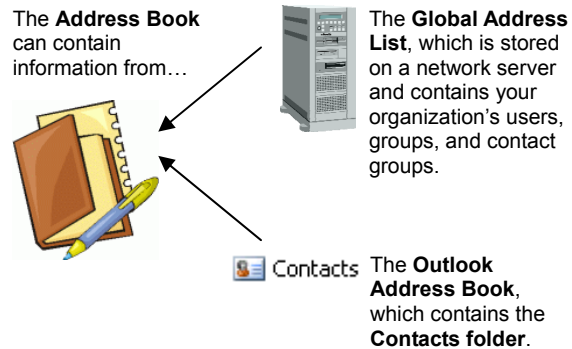 The Address Book
can contain
information from…
The Global Address
List, which is stored
on a network server
and contains your
organization's users,
groups, and contact
groups.
Contacts
The Outlook
Address Book,
which contains the
Contacts folder.